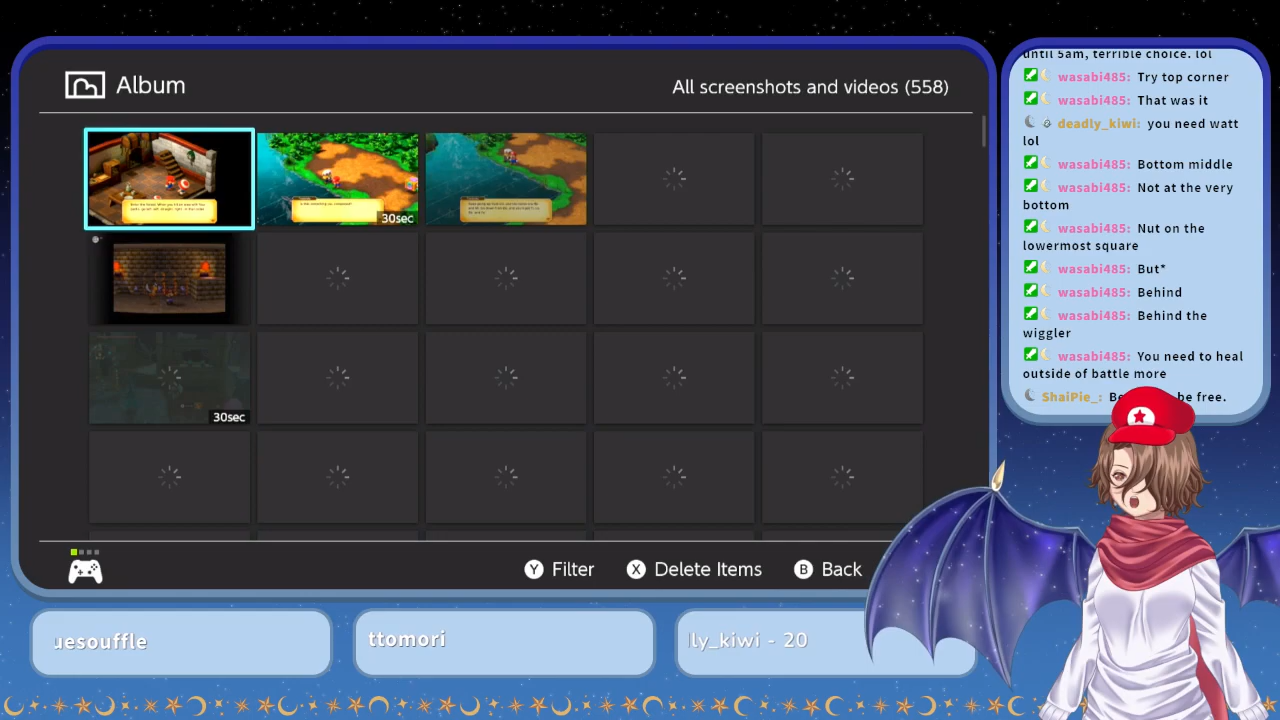 Album
All screenshots and videos (558)
30sec
30sec
Y Filter
X Delete Items
B Back
until 5am, terrible choice. lol
wasabi485: Try top corner
wasabi485: That was it
deadly_kiwi: you need watt
lol
wasabi485: Bottom middle
wasabi485: Not at the very
bottom
wasabi485: Nut on the
lowermost square
wasabi485: But*
wasabi485: Behind
wasabi485: Behind the
wiggler
wasabi485: You need to heal
outside of battle more
ShaiPie_: be free.
uesouffle
ttomori
ly_kiwi - 20